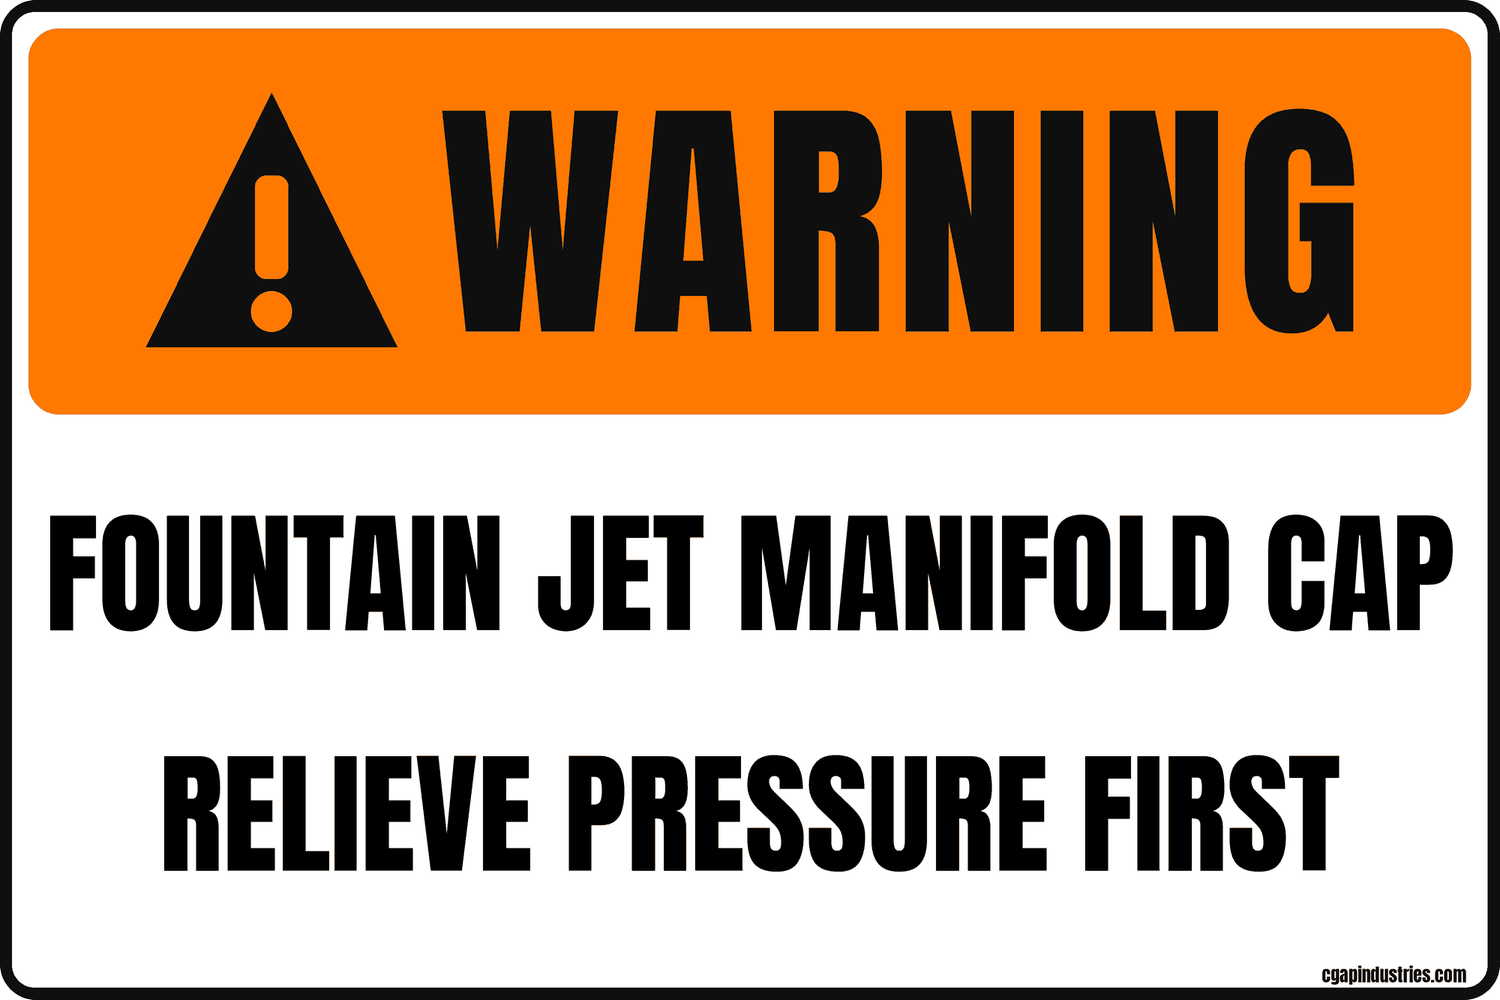 WARNING
FOUNTAIN JET MANIFOLD CAP
RELIEVE PRESSURE FIRST
cgapindustries.com